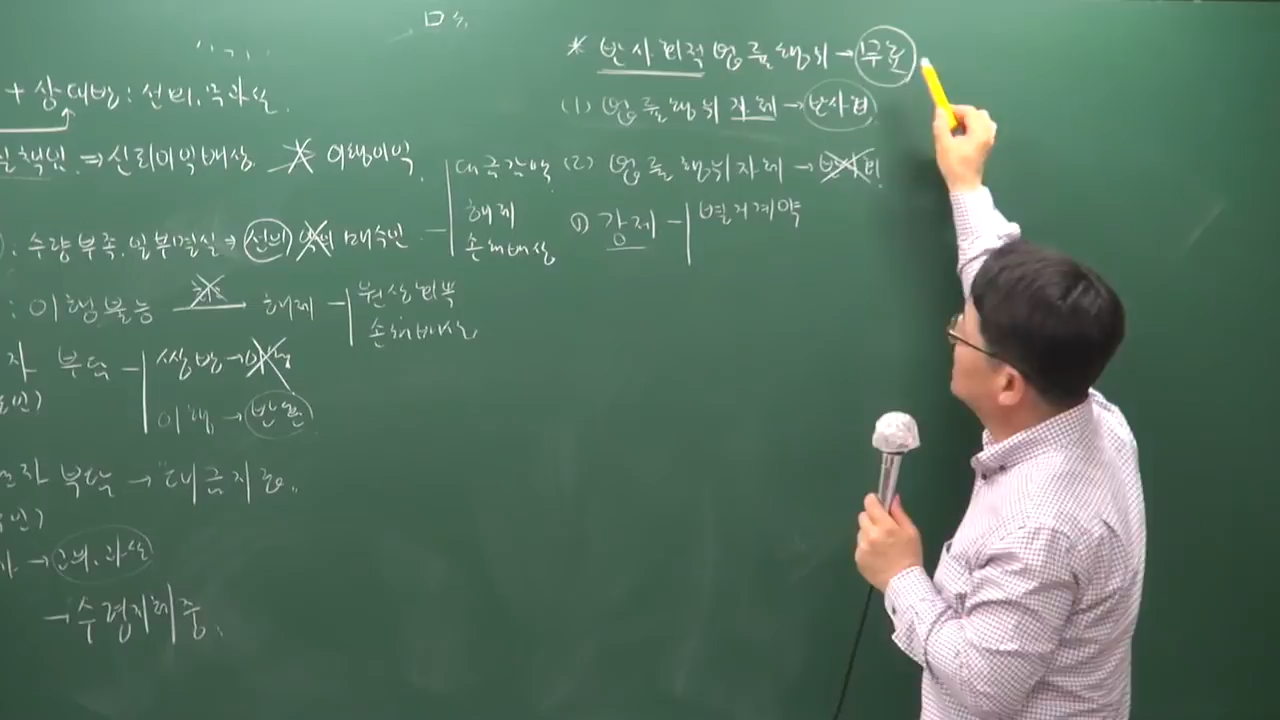 + 상대방 : 선의, 무과실
책임 ⇒ 신뢰이익배상 이행이익
: 수량부족. 일부멸실 ⇒ 선의 악의 매수인
대금감액
해제
손해배상
: 이행불능 → 해제
원상회복
손해배상
자 부담
쌍방 →
이행 → 반환
자 부담 → "대금지급"
→ 고의. 과실
→ 수령지체 중
* 반사회적 법률행위 → 무효
(1) 법률행위 자체 → 반사회
(2) 법률행위 자체 → 반사회
① 강제
별거계약